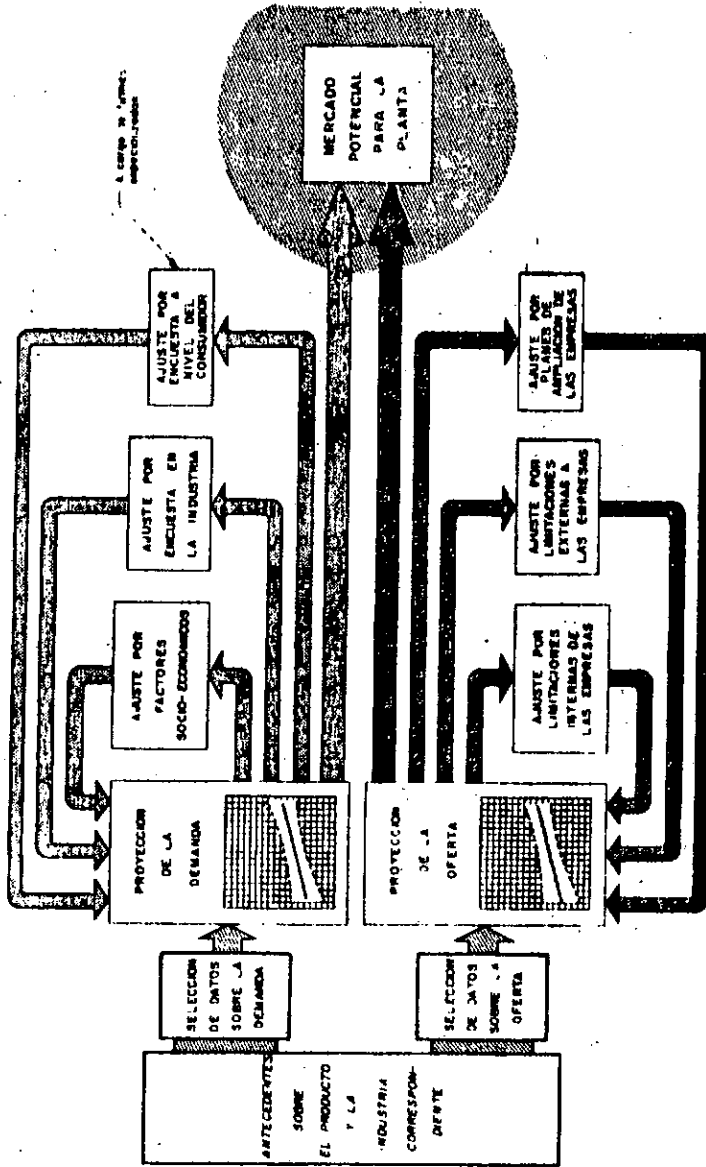 ANTECEDENTES
SOBRE
EL PRODUCTO
Y LA
INDUSTRIA
CORRESPON-
DIENTE
SELECCION
DE DATOS
SOBRE LA
DEMANDA
SELECCION
DE DATOS
SOBRE LA
OFERTA
PROYECCION
DE LA
DEMANDA
PROYECCION
DE LA
OFERTA
AJUSTE POR
FACTORES
SOCIO-ECONOMICOS
AJUSTE POR
ENCUESTA EN
LA INDUSTRIA
AJUSTE POR
ENCUESTA A
NIVEL DEL
CONSUMIDOR
A cargo de
AJUSTE POR
LIMITACIONES
INTERNAS DE
LAS EMPRESAS
AJUSTE POR
LIMITACIONES
EXTERNAS A
LAS EMPRESAS
AJUSTE POR
PLANES DE
AMPLIACION DE
LAS EMPRESAS
MERCADO
POTENCIAL
PARA LA
PLANTA